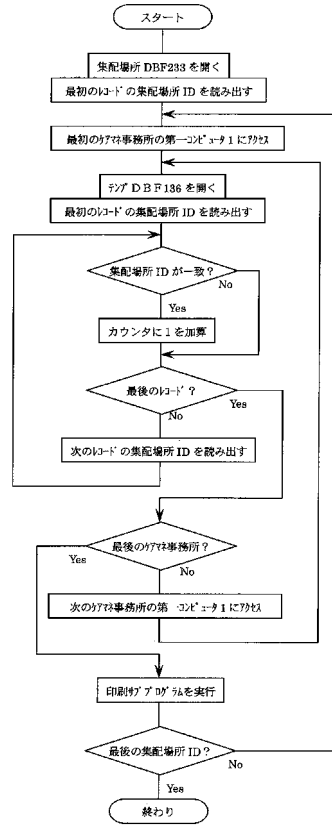 スタート
集配場所 DBF233 を開く
最初のﾚｺｰﾄﾞの集配場所 ID を読み出す
最初のｹｱﾏﾈ事務所の第一ｺﾝﾋﾟｭｰﾀ 1 にｱｸｾｽ
ﾃﾝﾌﾟ DBF136 を開く
最初のﾚｺｰﾄﾞの集配場所 ID を読み出す
集配場所 ID が一致？
No
Yes
カウンタに 1 を加算
最後のﾚｺｰﾄﾞ？
Yes
No
次のﾚｺｰﾄﾞの集配場所 ID を読み出す
最後のｹｱﾏﾈ事務所？
Yes
No
次のｹｱﾏﾈ事務所の第一ｺﾝﾋﾟｭｰﾀ 1 にｱｸｾｽ
印刷ｻﾌﾞﾌﾟﾛｸﾞﾗﾑを実行
最後の集配場所 ID？
No
Yes
終わり